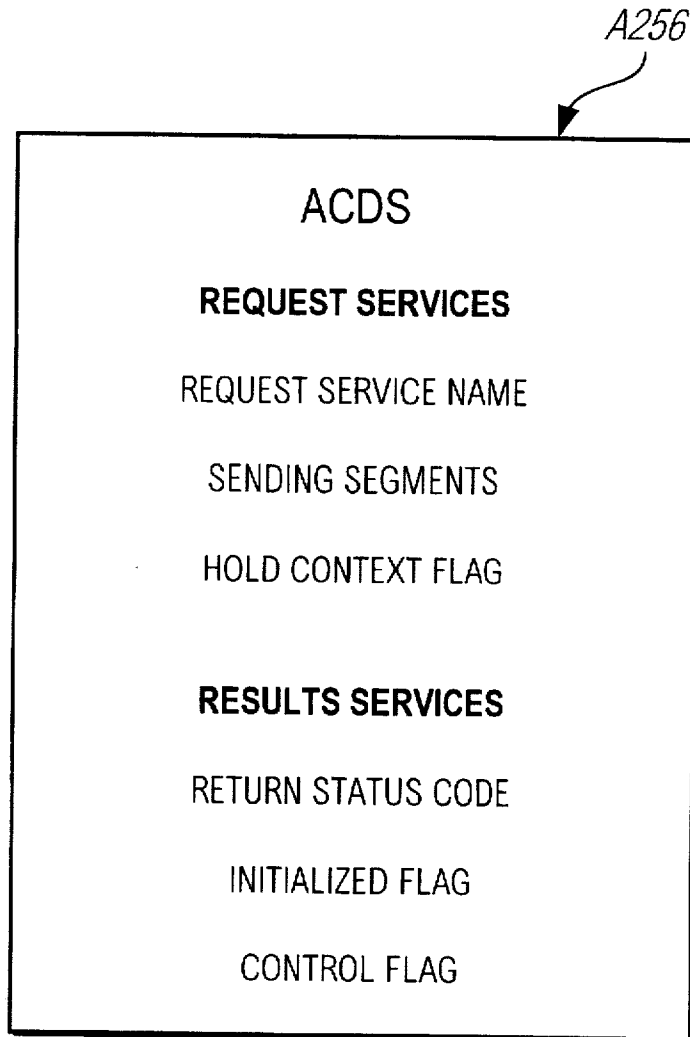 A256
ACDS
REQUEST SERVICES
REQUEST SERVICE NAME
SENDING SEGMENTS
HOLD CONTEXT FLAG
RESULTS SERVICES
RETURN STATUS CODE
INITIALIZED FLAG
CONTROL FLAG